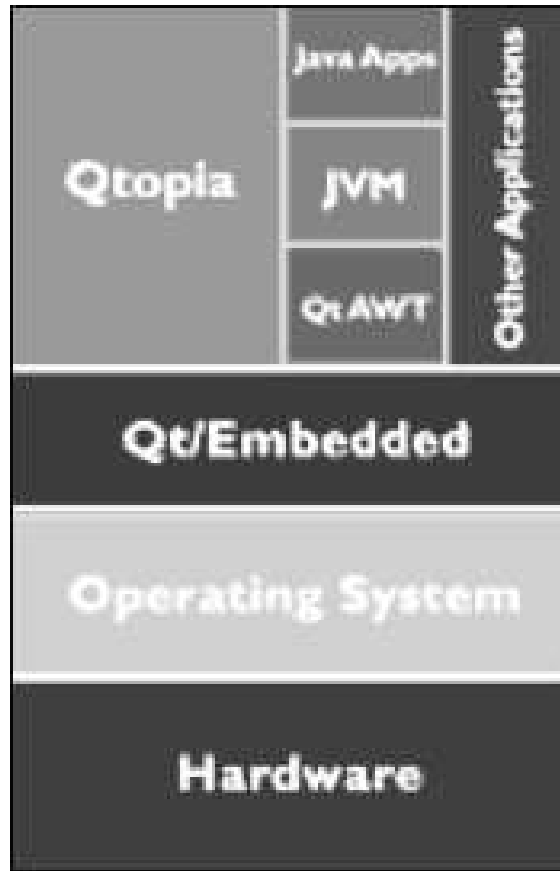 Java Apps
Qtopia
JVM
Qt AWT
Other Applications
Qt/Embedded
Operating System
Hardware